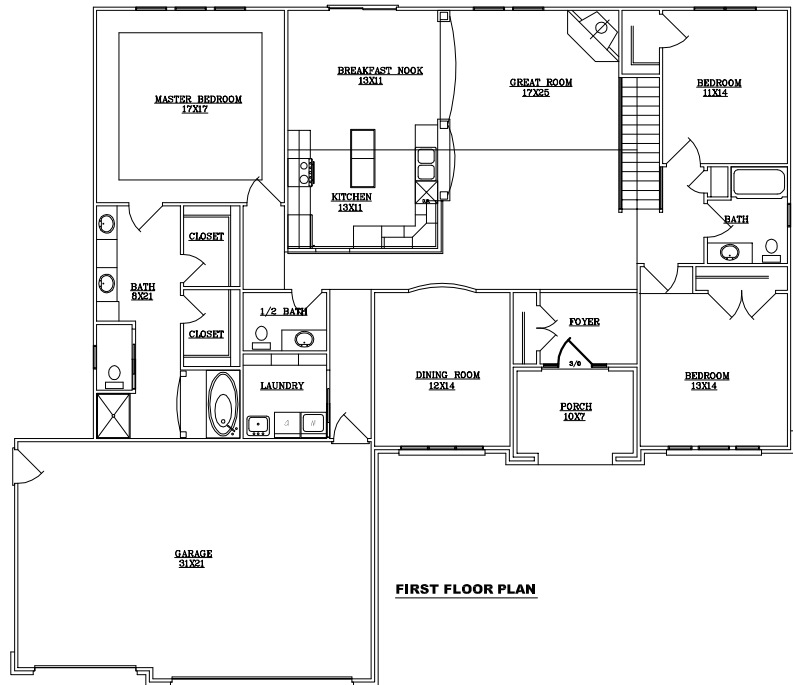 BREAKFAST NOOK
13X11
GREAT ROOM
17X25
BEDROOM
11X14
MASTER BEDROOM
17X17
KITCHEN
13X11
BATH
CLOSET
BATH
8X21
1/2 BATH
FOYER
CLOSET
3/0
LAUNDRY
DINING ROOM
12X14
BEDROOM
13X14
PORCH
10X7
GARAGE
31X21
FIRST FLOOR PLAN